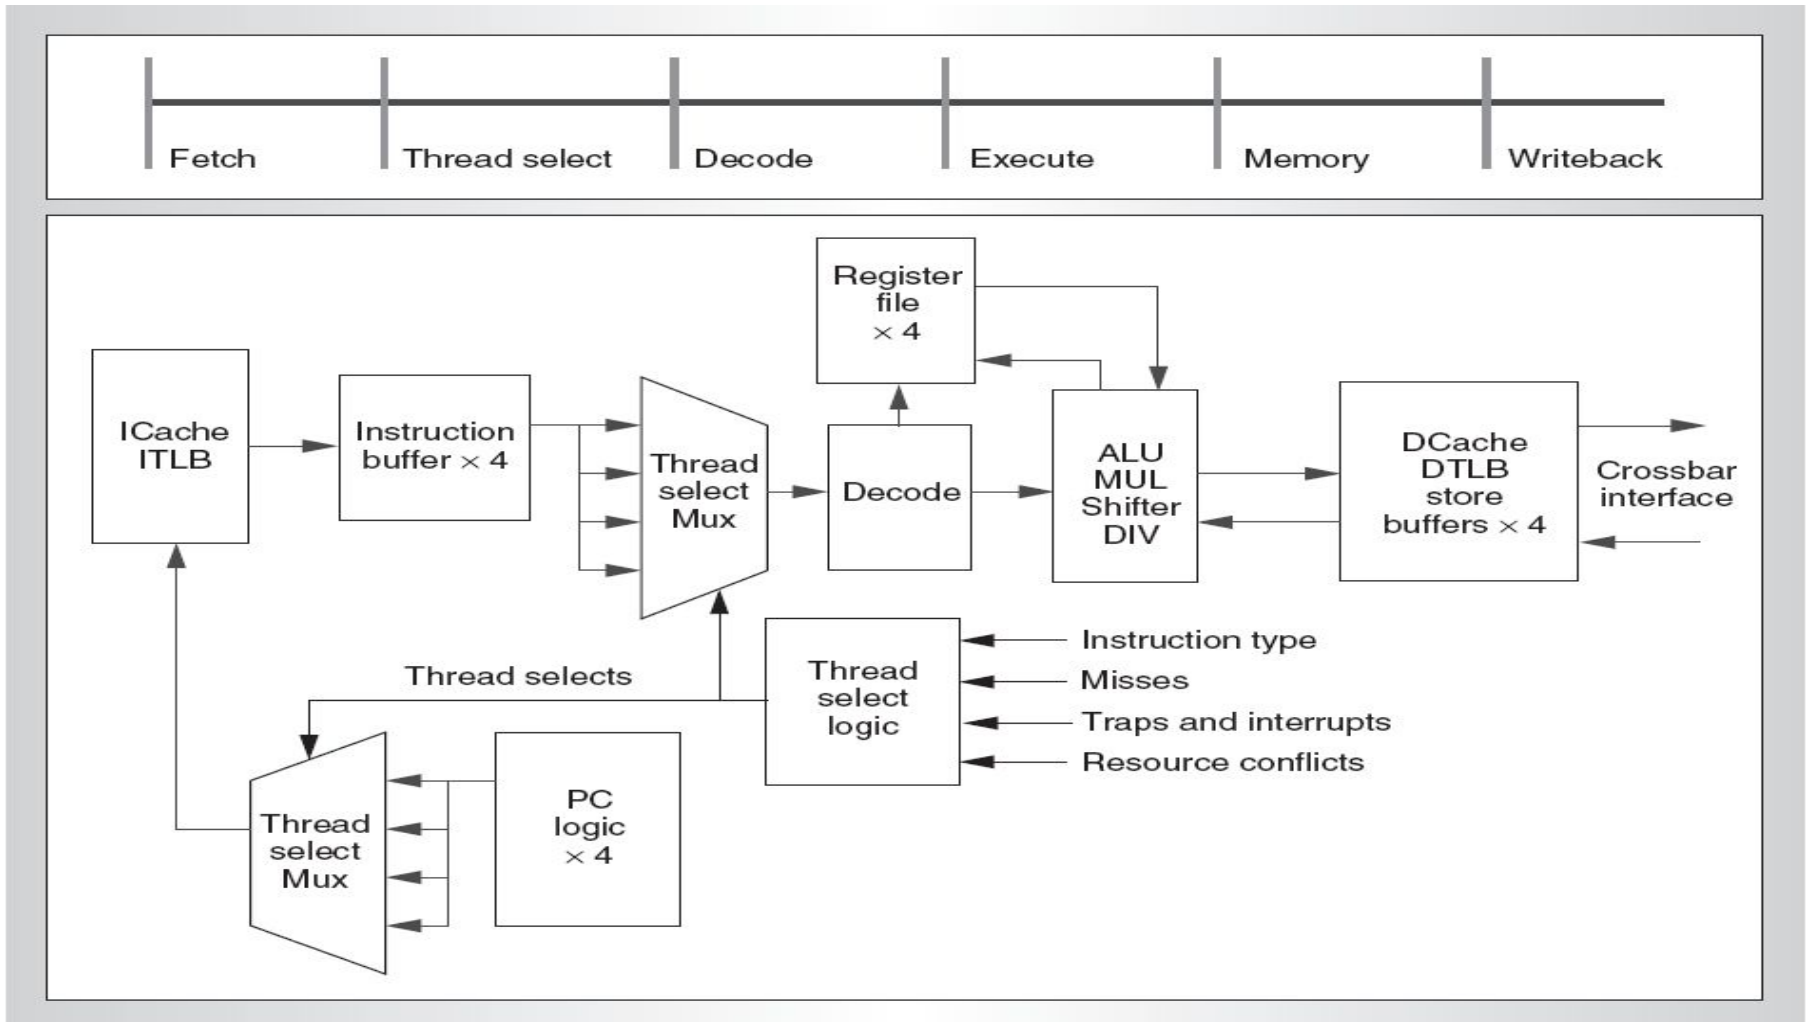 Fetch
Thread select
Decode
Execute
Memory
Writeback
Register
file
× 4
ICache
ITLB
Instruction
buffer × 4
Thread
select
Mux
Decode
ALU
MUL
Shifter
DIV
DCache
DTLB
store
buffers × 4
Crossbar
interface
Thread selects
Thread
select
logic
Instruction type
Misses
Traps and interrupts
Resource conflicts
Thread
select
Mux
PC
logic
× 4